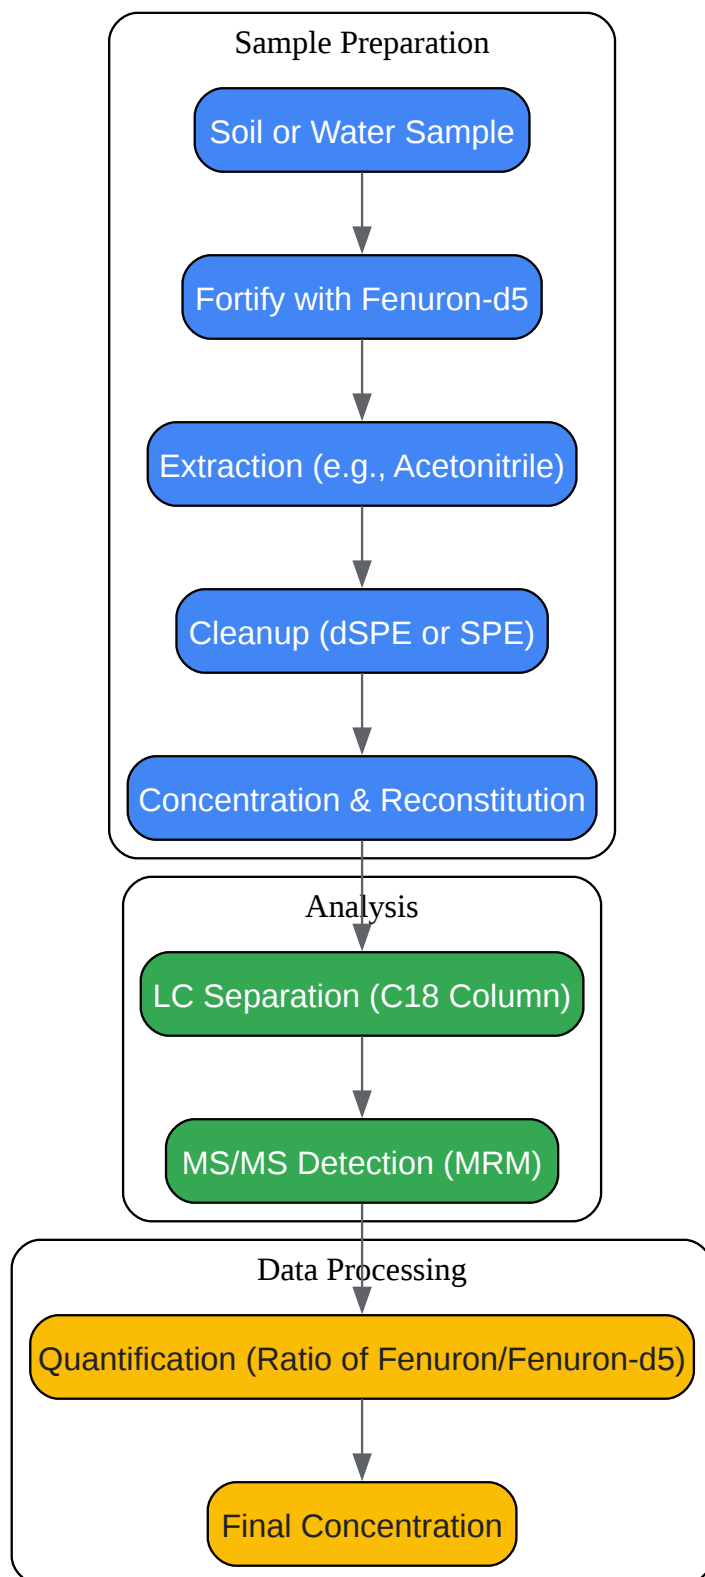 Sample Preparation
Soil or Water Sample
Fortify with Fenuron-d5
Extraction (e.g., Acetonitrile)
Cleanup (dSPE or SPE)
Concentration & Reconstitution
Analysis
LC Separation (C18 Column)
MS/MS Detection (MRM)
Data Processing
Quantification (Ratio of Fenuron/Fenuron-d5)
Final Concentration